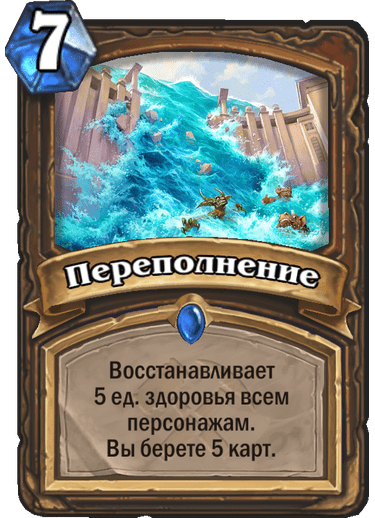 7
Переполнение
Восстанавливает
5 ед. здоровья всем
персонажам.
Вы берете 5 карт.